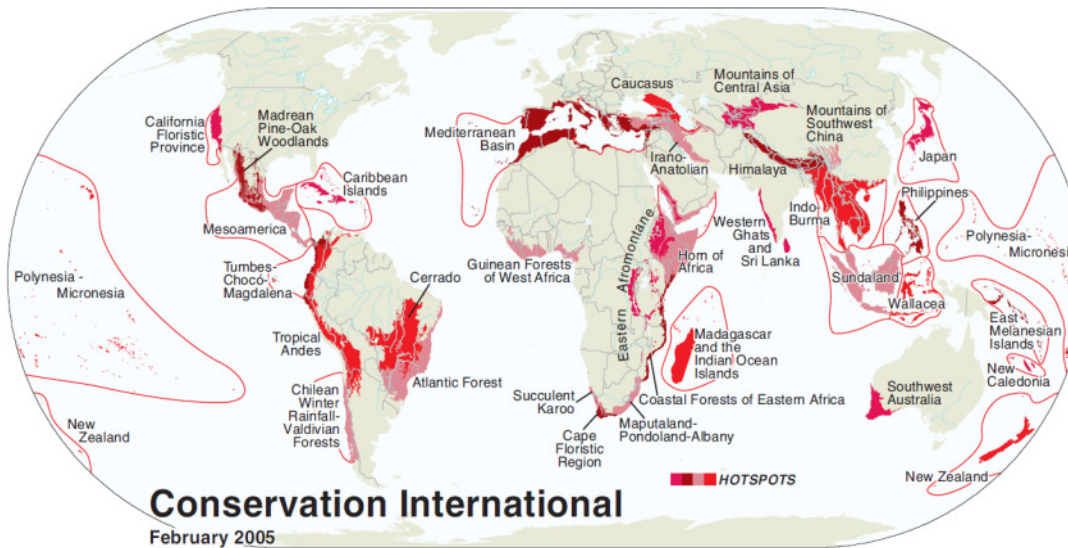 Caucasus
Mountains of
Central Asia
California
Floristic
Province
Madrean
Pine-Oak
Woodlands
Mediterranean
Basin
Mountains of
Southwest
China
Irano-
Anatolian
Himalaya
Japan
Caribbean
Islands
Philippines
Mesoamerica
Indo-
Burma
Western
Ghats
and
Sri Lanka
Polynesia -
Micronesia
Polynesia -
Micronesia
Tumbes-
Chocó-
Magdalena
Cerrado
Guinean Forests
of West Africa
Eastern Afromontane
Horn of
Africa
Sundaland
Wallacea
East
Melanesian
Islands
Tropical
Andes
Atlantic Forest
Madagascar
and the
Indian Ocean
Islands
New
Caledonia
Chilean
Winter
Rainfall-
Valdivian
Forests
Succulent
Karoo
Coastal Forests of Eastern Africa
Southwest
Australia
New
Zealand
Cape
Floristic
Region
Maputaland-
Pondoland-Albany
New Zealand
HOTSPOTS
Conservation International
February 2005